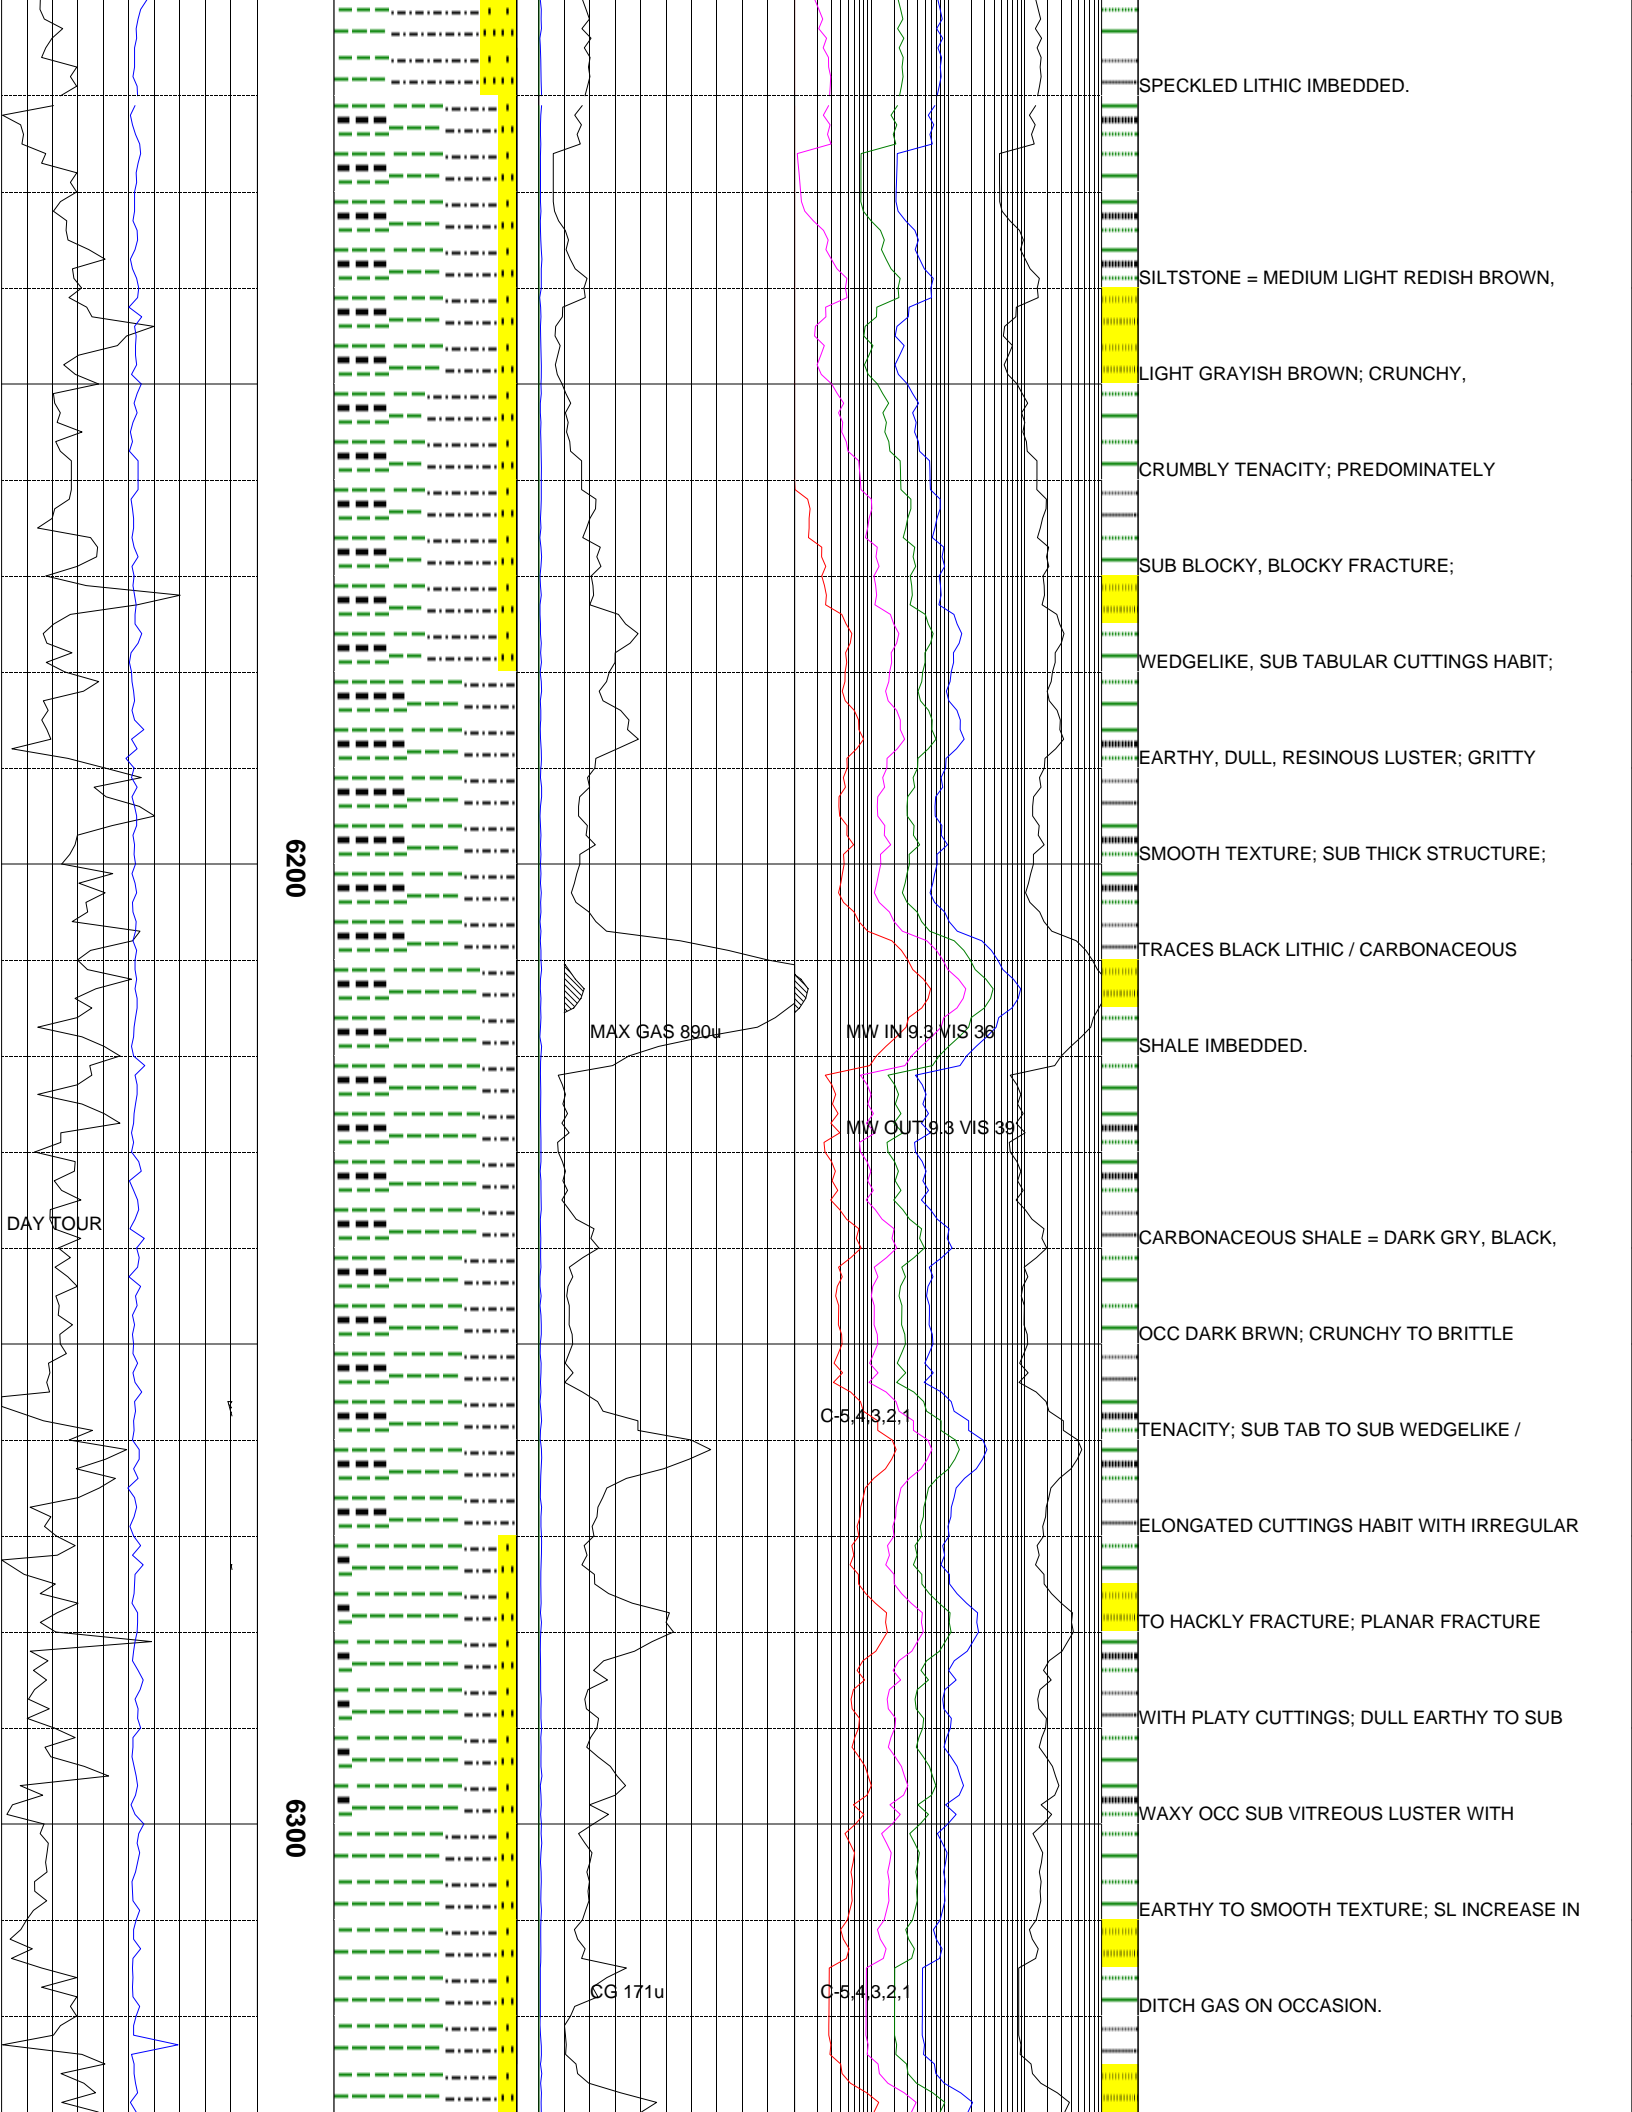 SPECKLED LITHIC IMBEDDED.
SILTSTONE = MEDIUM LIGHT REDISH BROWN,
LIGHT GRAYISH BROWN; CRUNCHY,
CRUMBLY TENACITY; PREDOMINATELY
SUB BLOCKY, BLOCKY FRACTURE;
WEDGELIKE, SUB TABULAR CUTTINGS HABIT;
EARTHY, DULL, RESINOUS LUSTER; GRITTY
6200
SMOOTH TEXTURE; SUB THICK STRUCTURE;
TRACES BLACK LITHIC / CARBONACEOUS
MAX GAS 890u
MW IN 9.3 VIS 36
SHALE IMBEDDED.
MW OUT 9.3 VIS 39
DAY TOUR
CARBONACEOUS SHALE = DARK GRY, BLACK,
OCC DARK BRWN; CRUNCHY TO BRITTLE
C-5,4,3,2,1
TENACITY; SUB TAB TO SUB WEDGELIKE /
ELONGATED CUTTINGS HABIT WITH IRREGULAR
TO HACKLY FRACTURE; PLANAR FRACTURE
WITH PLATY CUTTINGS; DULL EARTHY TO SUB
6300
WAXY OCC SUB VITREOUS LUSTER WITH
EARTHY TO SMOOTH TEXTURE; SL INCREASE IN
CG 171u
C-5,4,3,2,1
DITCH GAS ON OCCASION.